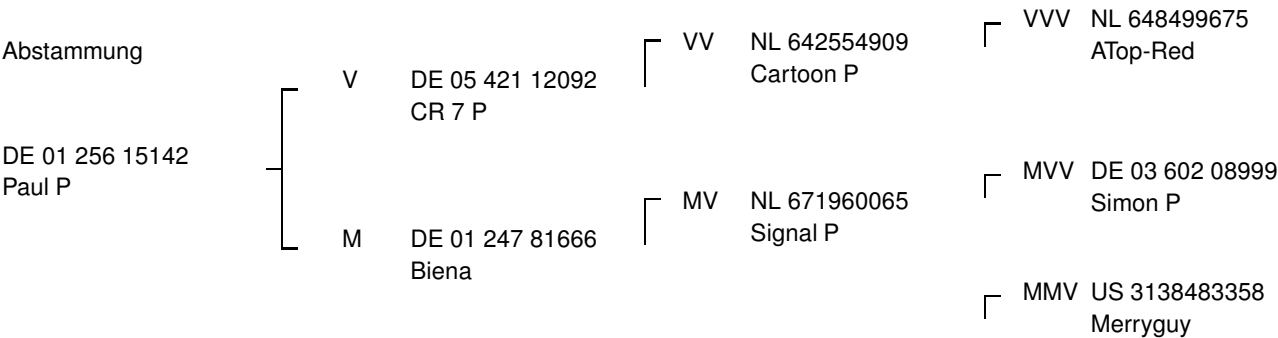 Abstammung
DE 01 256 15142
Paul P
V DE 05 421 12092
CR 7 P
M DE 01 247 81666
Biena
VV NL 642554909
Cartoon P
MV NL 671960065
Signal P
VVV NL 648499675
ATop-Red
MVV DE 03 602 08999
Simon P
MMV US 3138483358
Merryguy